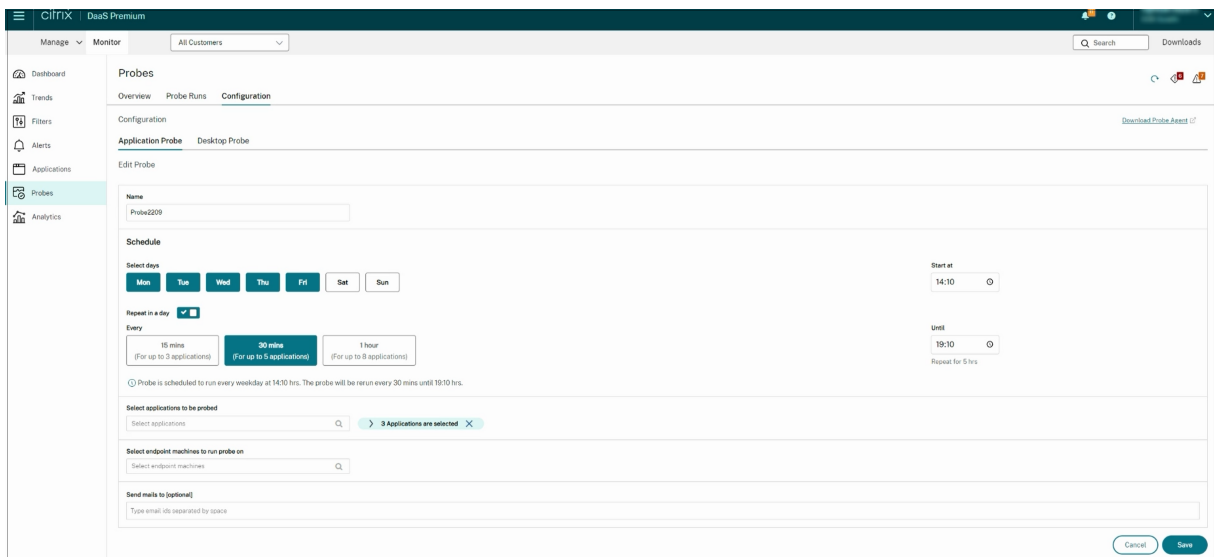 citrix DaaS Premium
11
Manage Monitor All Customers Search Downloads
Dashboard
Trends
Filters
Alerts
Applications
Probes
Analytics
Probes
6 7
Overview Probe Runs Configuration
Configuration Download Probe Agent
Application Probe Desktop Probe
Edit Probe
Name
Probe2209
Schedule
Select days Start at
Mon Tue Wed Thu Fri Sat Sun 14:10
Repeat in a day
Every Until
15 mins 30 mins 1 hour 19:10
(For up to 3 applications) (For up to 5 applications) (For up to 8 applications)
Repeat for 5 hrs
Probe is scheduled to run every weekday at 14:10 hrs. The probe will be rerun every 30 mins until 19:10 hrs.
Select applications to be probed
Select applications 3 Applications are selected
Select endpoint machines to run probe on
Select endpoint machines
Send mails to [optional]
Type email ids separated by space
Cancel Save